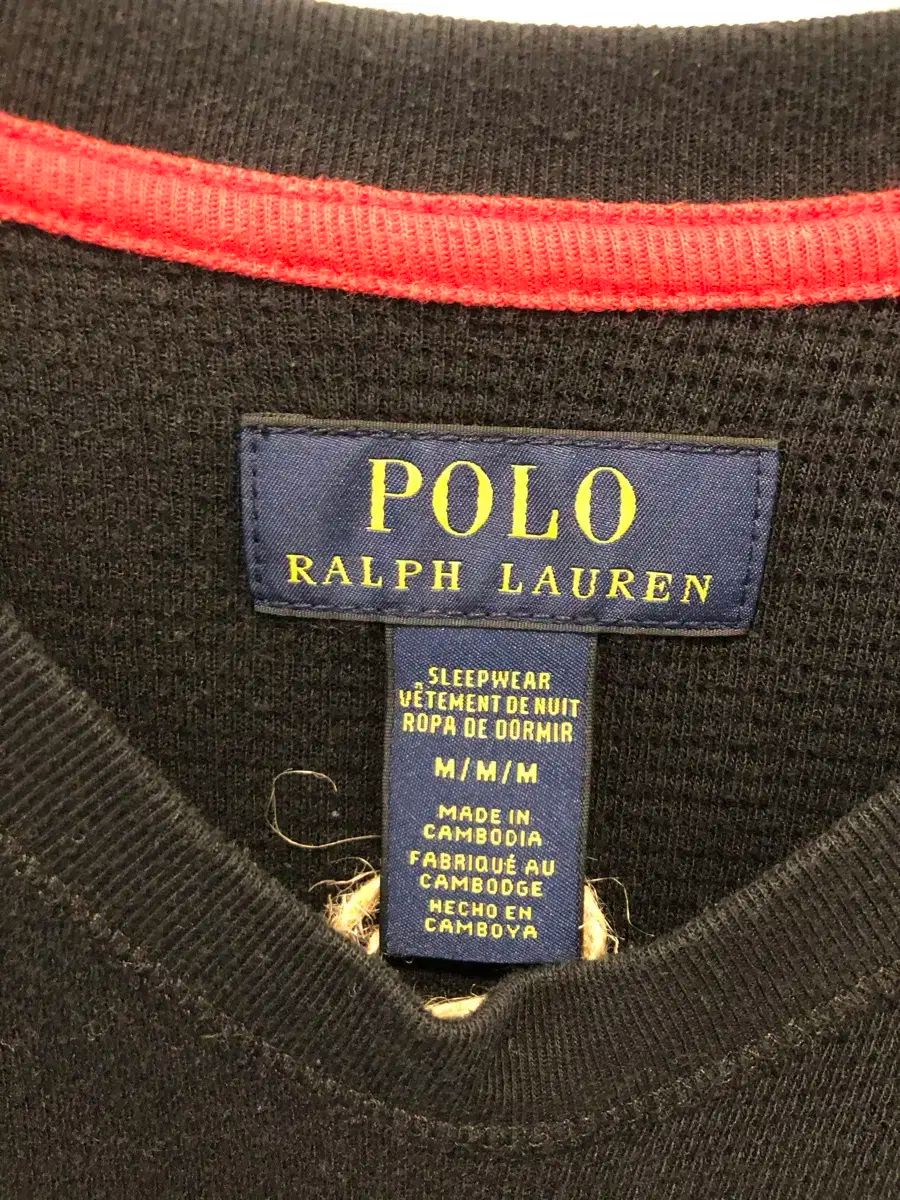 POLO
RALPH LAUREN
SLEEPWEAR
VÊTEMENT DE NUIT
ROPA DE DORMIR
M/M/M
MADE IN
CAMBODIA
FABRIQUÉ AU
CAMBODGE
HECHO EN
CAMBOYA